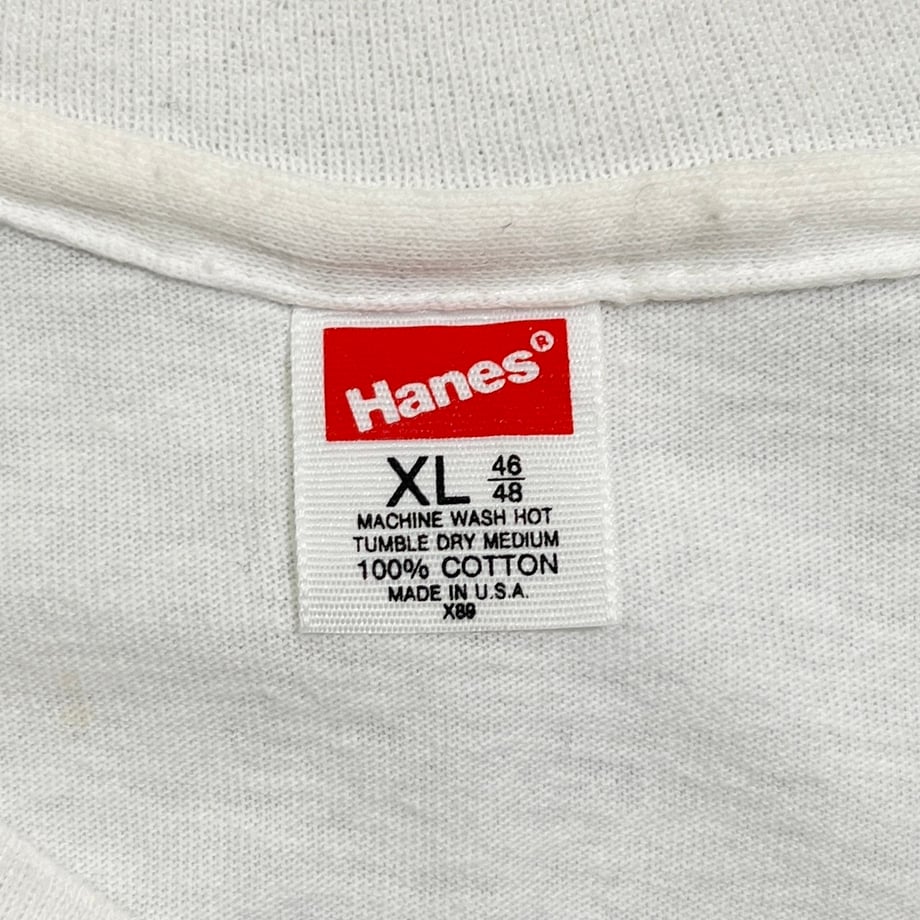 Hanes®
XL 46/48
MACHINE WASH HOT
TUMBLE DRY MEDIUM
100% COTTON
MADE IN U.S.A.
X89